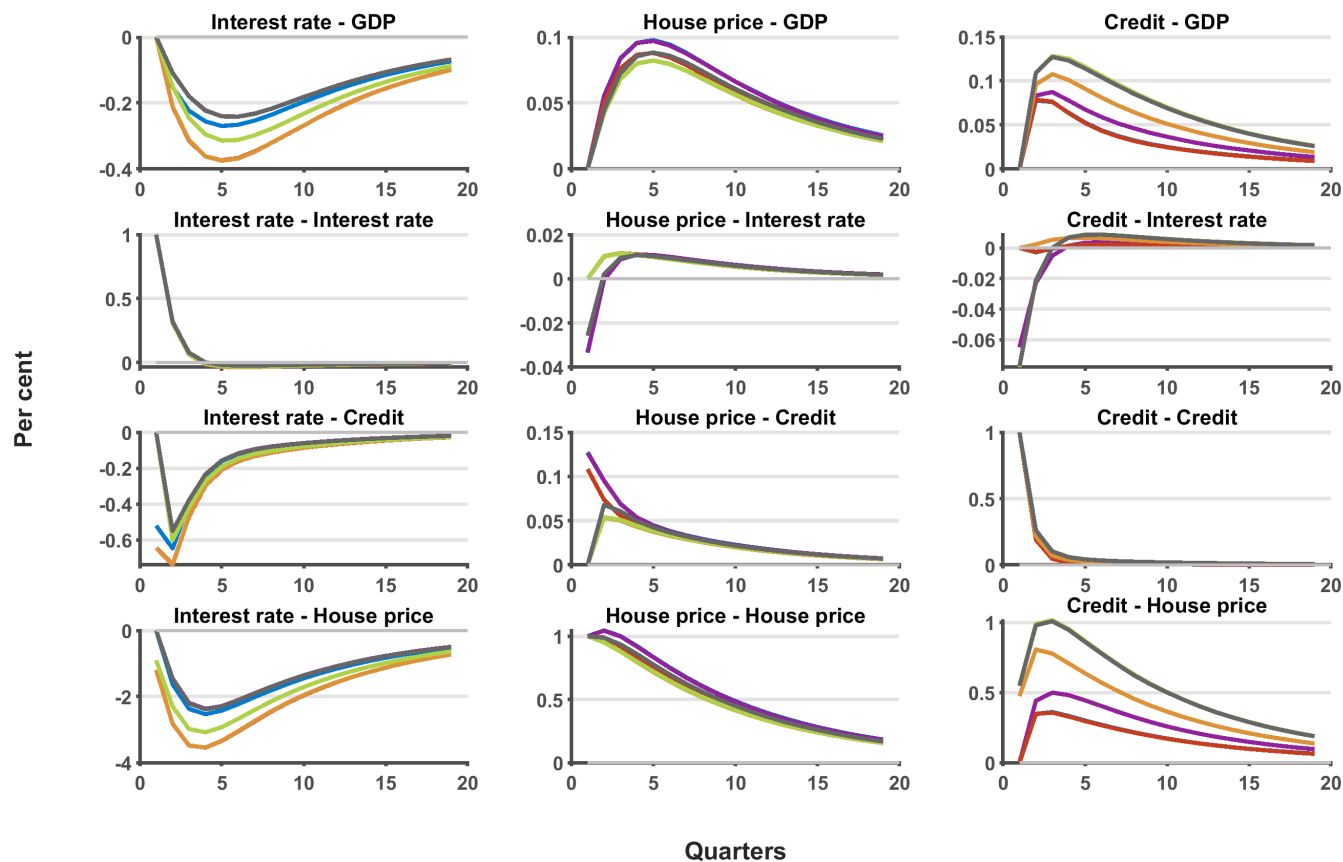 Interest rate - GDP
0
-0.2
-0.4
0 5 10 15 20
House price - GDP
0.1
0.05
0
0 5 10 15 20
Credit - GDP
0.15
0.1
0.05
0
0 5 10 15 20
Interest rate - Interest rate
1
0.5
0
0 5 10 15 20
House price - Interest rate
0.02
0
-0.02
-0.04
0 5 10 15 20
Credit - Interest rate
0
-0.02
-0.04
-0.06
0 5 10 15 20
Per cent
Interest rate - Credit
0
-0.2
-0.4
-0.6
0 5 10 15 20
House price - Credit
0.15
0.1
0.05
0
0 5 10 15 20
Credit - Credit
1
0.5
0
0 5 10 15 20
Interest rate - House price
0
-2
-4
0 5 10 15 20
House price - House price
1
0.5
0
0 5 10 15 20
Credit - House price
1
0.5
0
0 5 10 15 20
Quarters